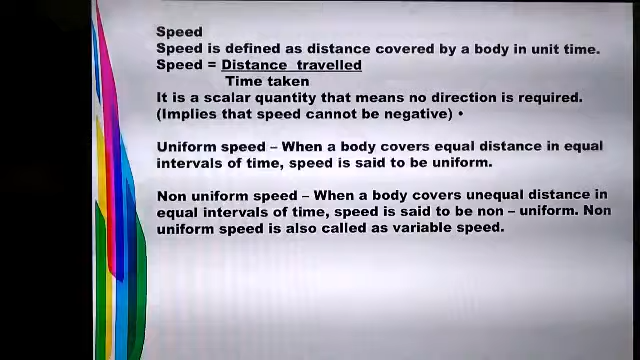 Speed
Speed is defined as distance covered by a body in unit time.
Speed = Distance travelled
Time taken
It is a scalar quantity that means no direction is required.
(Implies that speed cannot be negative) •
Uniform speed – When a body covers equal distance in equal
intervals of time, speed is said to be uniform.
Non uniform speed – When a body covers unequal distance in
equal intervals of time, speed is said to be non – uniform. Non
uniform speed is also called as variable speed.